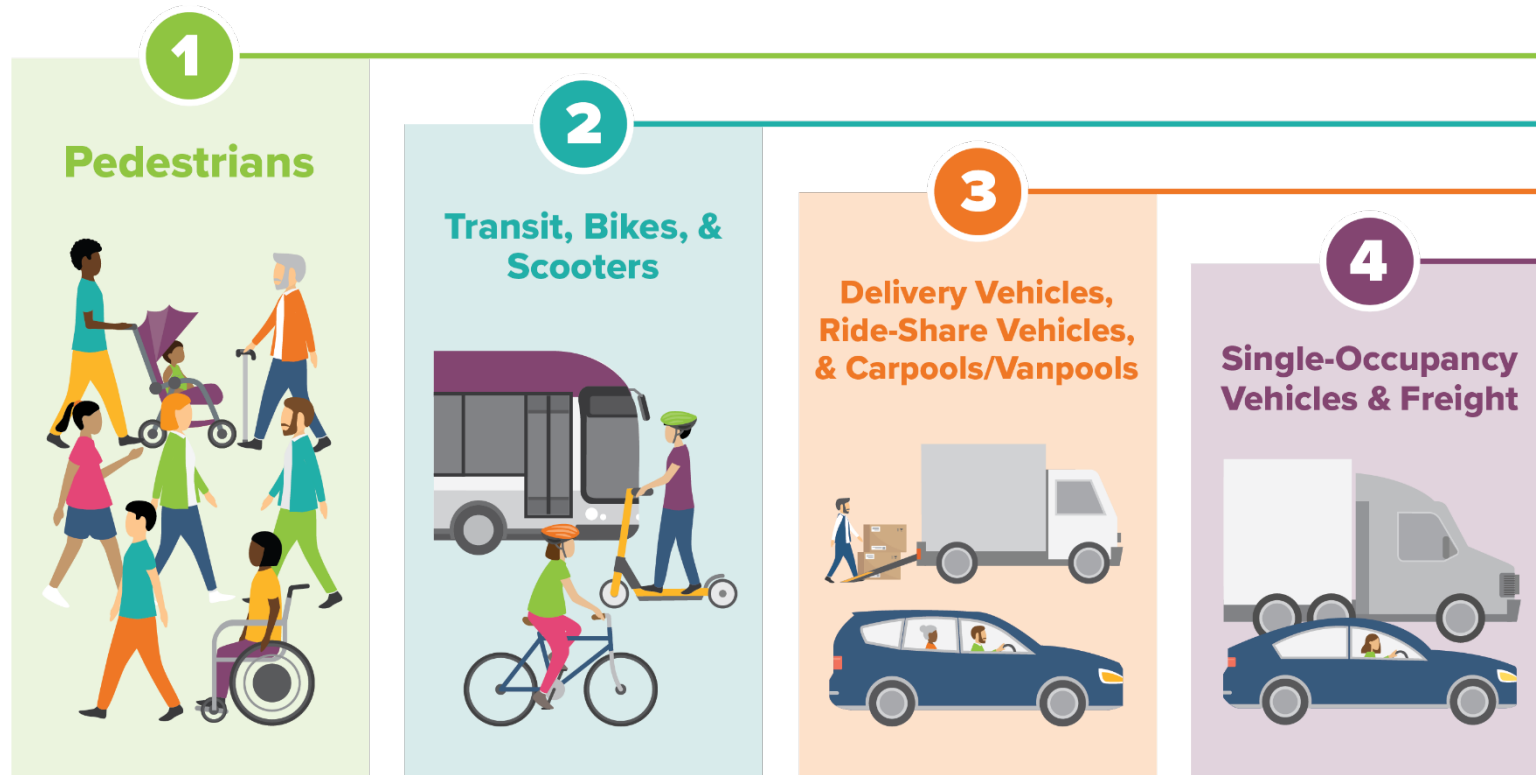 1
Pedestrians
2
Transit, Bikes, &
Scooters
3
Delivery Vehicles,
Ride-Share Vehicles,
& Carpools/Vanpools
4
Single-Occupancy
Vehicles & Freight